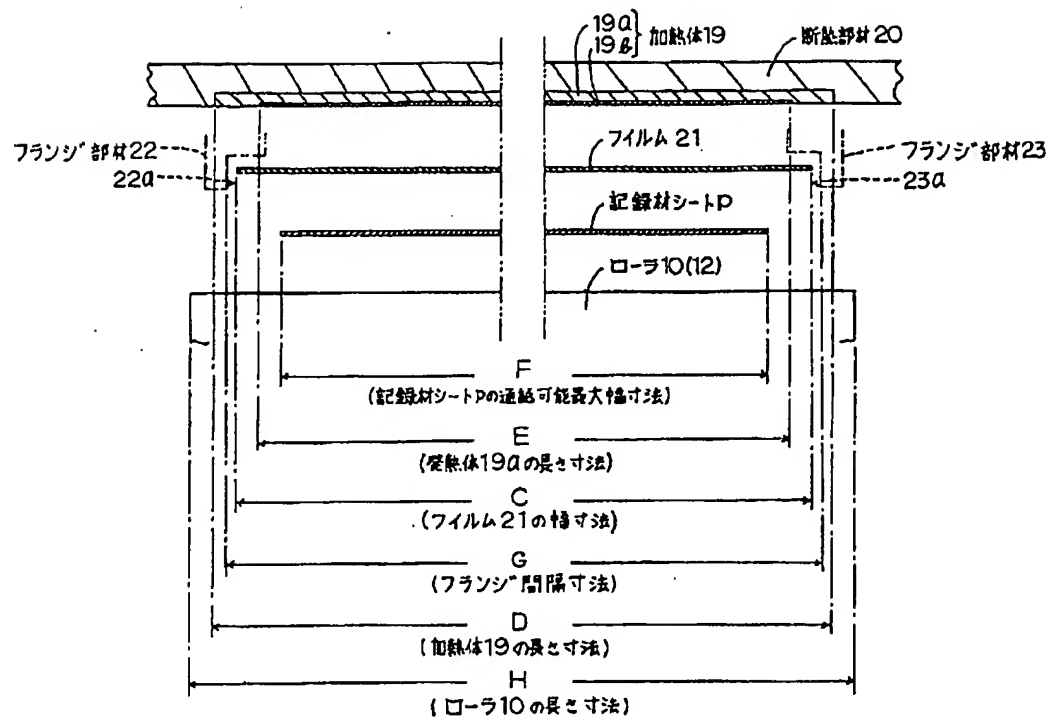 19a
19b } 加熱体19
断熱部材20
フランジ部材22
22a
フイルム21
フランジ部材23
23a
記録材シートP
ローラ10(12)
F
(記録材シートPの通紙可能最大幅寸法)
E
(発熱体19aの長さ寸法)
C
(フイルム21の幅寸法)
G
(フランジ間隔寸法)
D
(加熱体19の長さ寸法)
H
(ローラ10の長さ寸法)